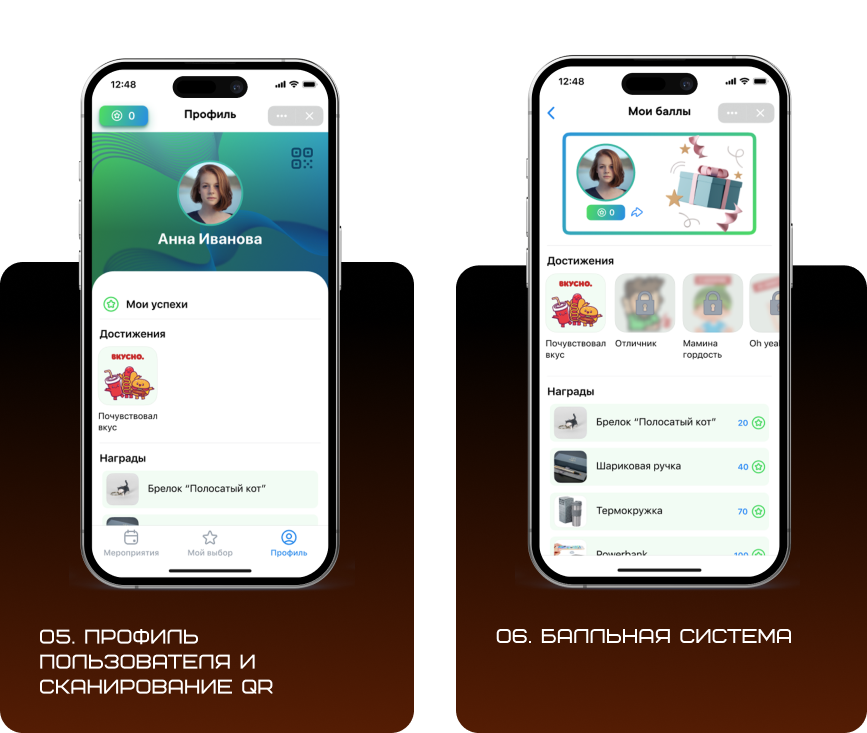 12:48
0
Профиль
Анна Иванова
Мои успехи
Достижения
ВКУСНО.
Почувствовал
вкус
Награды
Брелок “Полосатый кот”
Мероприятия
Мой выбор
Профиль
05. ПРОФИЛЬ
ПОЛЬЗОВАТЕЛЯ И
СКАНИРОВАНИЕ QR
12:48
Мои баллы
0
Достижения
ВКУСНО.
Почувствовал
вкус
Отличник
Мамина
гордость
Oh yeah
Награды
Брелок “Полосатый кот” 20
Шариковая ручка 40
Термокружка 70
Powerbank 100
06. БАЛЛЬНАЯ СИСТЕМА